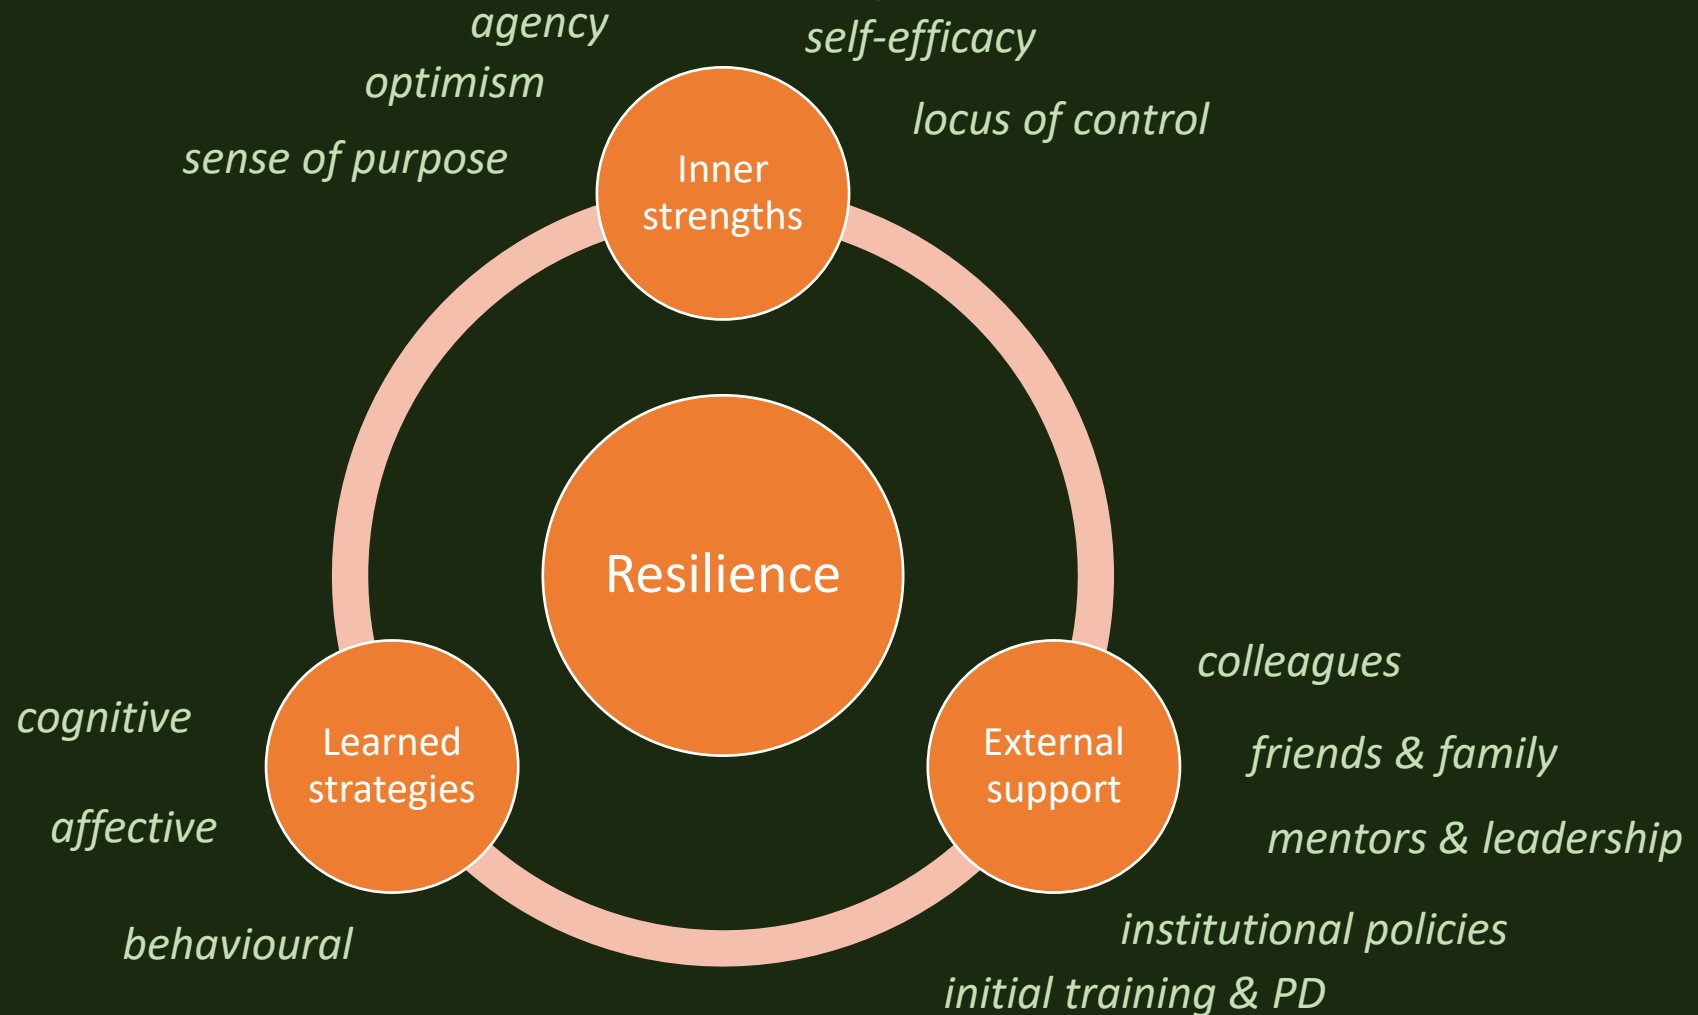 agency
self-efficacy
optimism
locus of control
sense of purpose
Inner
strengths
Resilience
colleagues
cognitive
Learned
strategies
External
support
friends & family
affective
mentors & leadership
behavioural
institutional policies
initial training & PD